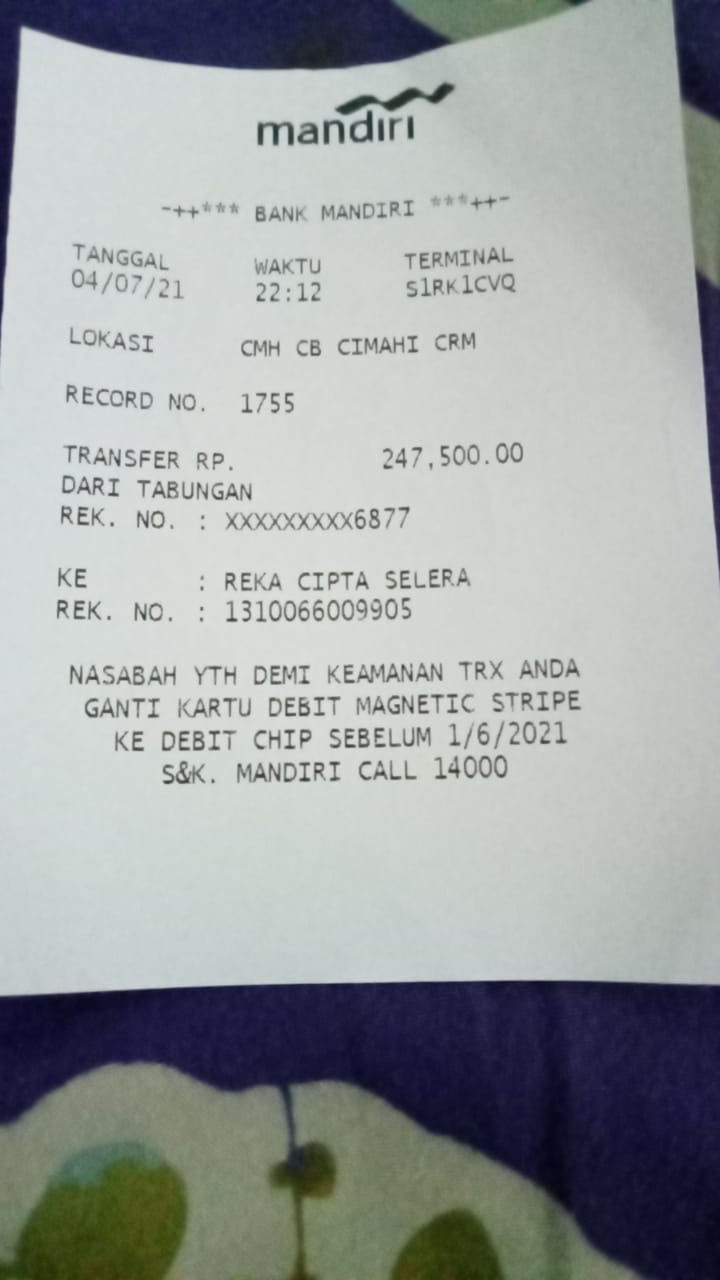 mandiri
-++*** BANK MANDIRI ***++-
TANGGAL WAKTU TERMINAL
04/07/21 22:12 S1RK1CVQ
LOKASI CMH CB CIMAHI CRM
RECORD NO. 1755
TRANSFER RP. 247,500.00
DARI TABUNGAN
REK. NO. : XXXXXXXXX6877
KE : REKA CIPTA SELERA
REK. NO. : 1310066009905
NASABAH YTH DEMI KEAMANAN TRX ANDA
GANTI KARTU DEBIT MAGNETIC STRIPE
KE DEBIT CHIP SEBELUM 1/6/2021
S&K. MANDIRI CALL 14000